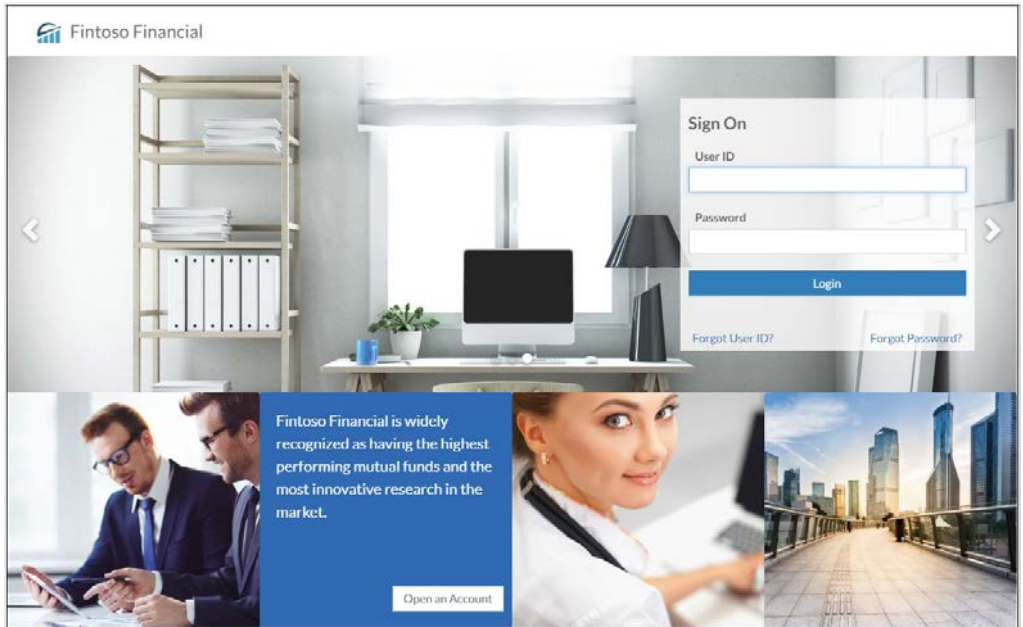 Fintoso Financial
Sign On
User ID
Password
Login
Forgot User ID?
Forgot Password?
Fintoso Financial is widely
recognized as having the highest
performing mutual funds and the
most innovative research in the
market.
Open an Account